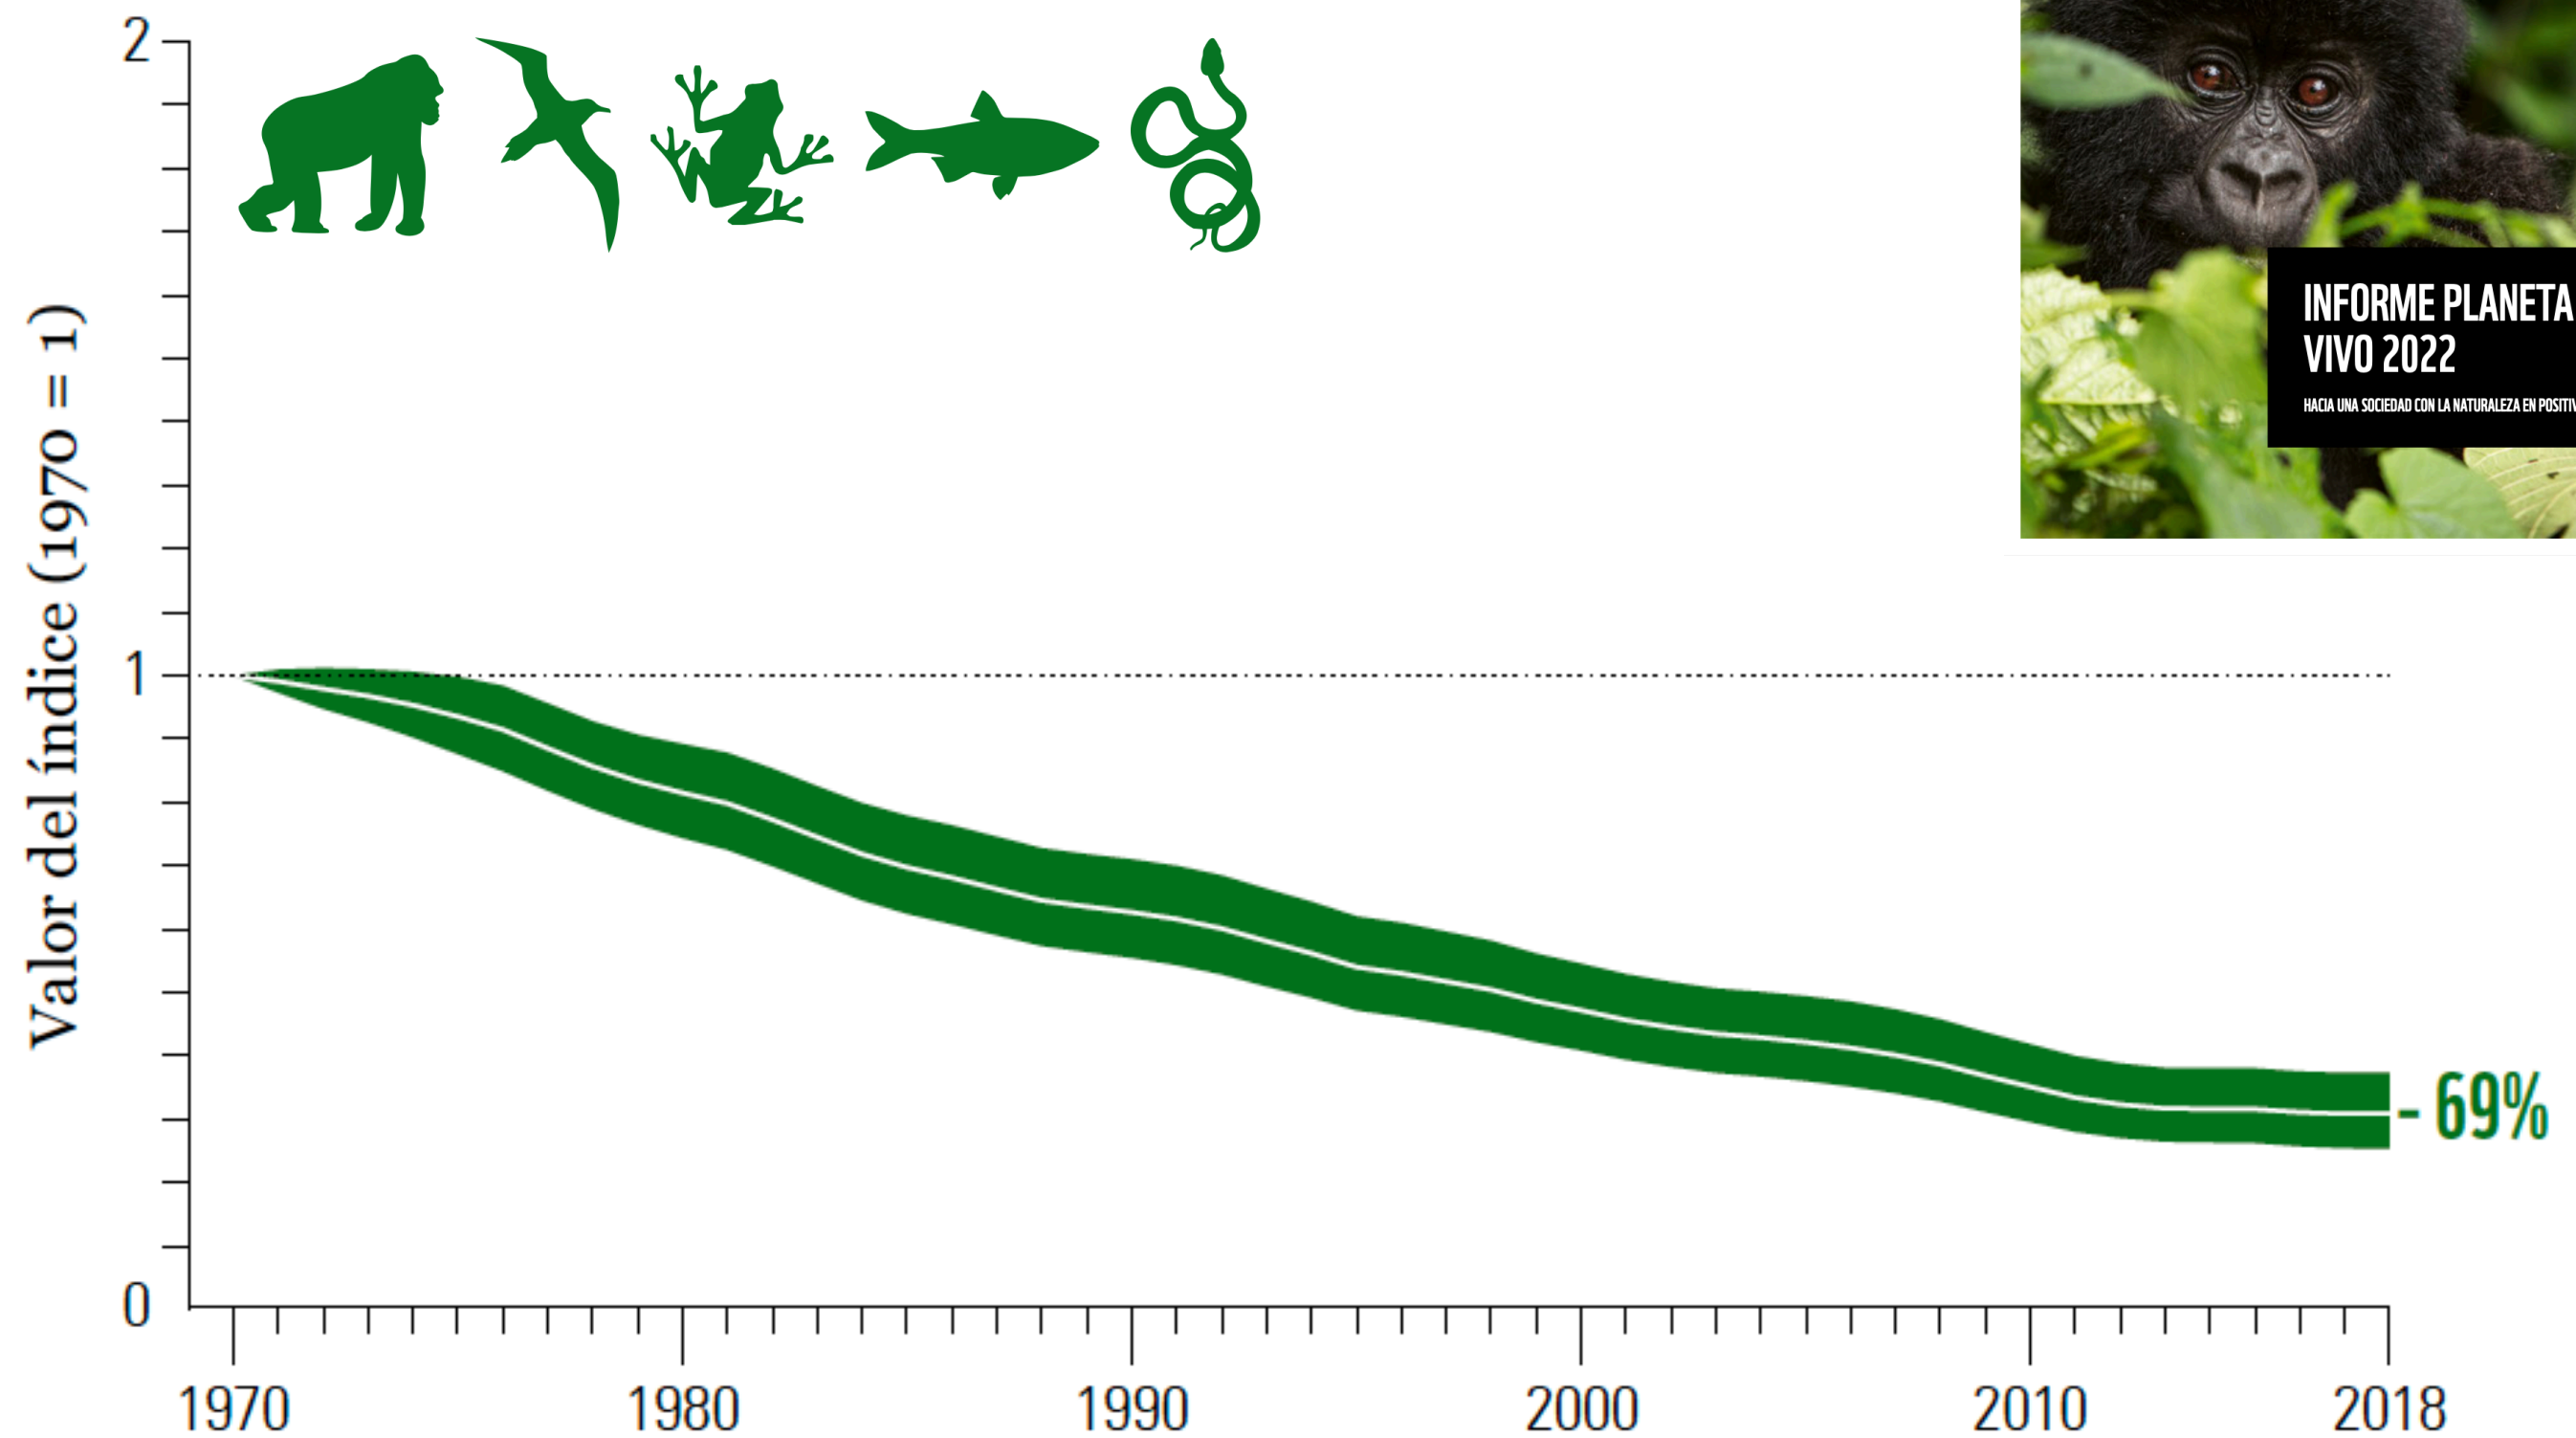 2
1
0
Valor del índice (1970 = 1)
INFORME PLANETA
VIVO 2022
HACIA UNA SOCIEDAD CON LA NATURALEZA EN
- 69%
1970 1980 1990 2000 2010 2018